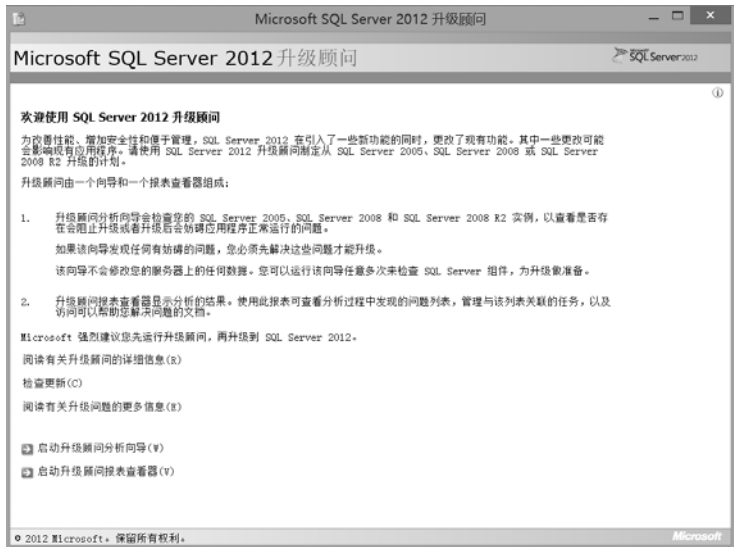 Microsoft SQL Server 2012 升级顾问
Microsoft SQL Server 2012 升级顾问
SQL Server 2012
欢迎使用 SQL Server 2012 升级顾问
为改善性能、增加安全性和便于管理，SQL Server 2012 在引入了一些新功能的同时，更改了现有功能。其中一些更改可能
会影响现有应用程序。请使用 SQL Server 2012 升级顾问制定从 SQL Server 2005、SQL Server 2008 或 SQL Server
2008 R2 升级的计划。
升级顾问由一个向导和一个报表查看器组成：
1. 升级顾问分析向导会检查您的 SQL Server 2005、SQL Server 2008 和 SQL Server 2008 R2 实例，以查看是否存
在会阻止升级或者升级后会妨碍应用程序正常运行的问题。
如果该向导发现任何有妨碍的问题，您必须先解决这些问题才能升级。
该向导不会修改您的服务器上的任何数据。您可以运行该向导任意多次来检查 SQL Server 组件，为升级做准备。
2. 升级顾问报表查看器显示分析的结果。使用此报表可查看分析过程中发现的问题列表，管理与该列表关联的任务，以及
访问可以帮助您解决问题的文档。
Microsoft 强烈建议您先运行升级顾问，再升级到 SQL Server 2012。
阅读有关升级顾问的详细信息(R)
检查更新(C)
阅读有关升级问题的更多信息(E)
启动升级顾问分析向导(W)
启动升级顾问报表查看器(V)
© 2012 Microsoft。保留所有权利。
Microsoft